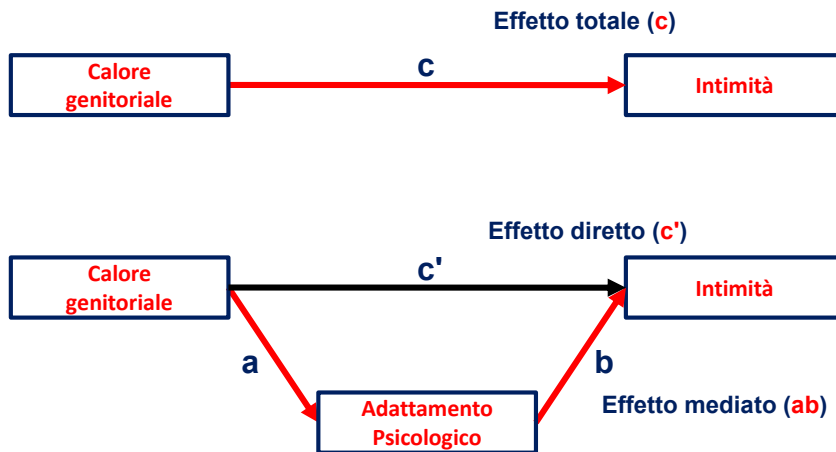 Effetto totale (c)
c
Calore
genitoriale
Intimità
Effetto diretto (c')
c'
Calore
genitoriale
Intimità
a
b
Adattamento
Psicologico
Effetto mediato (ab)